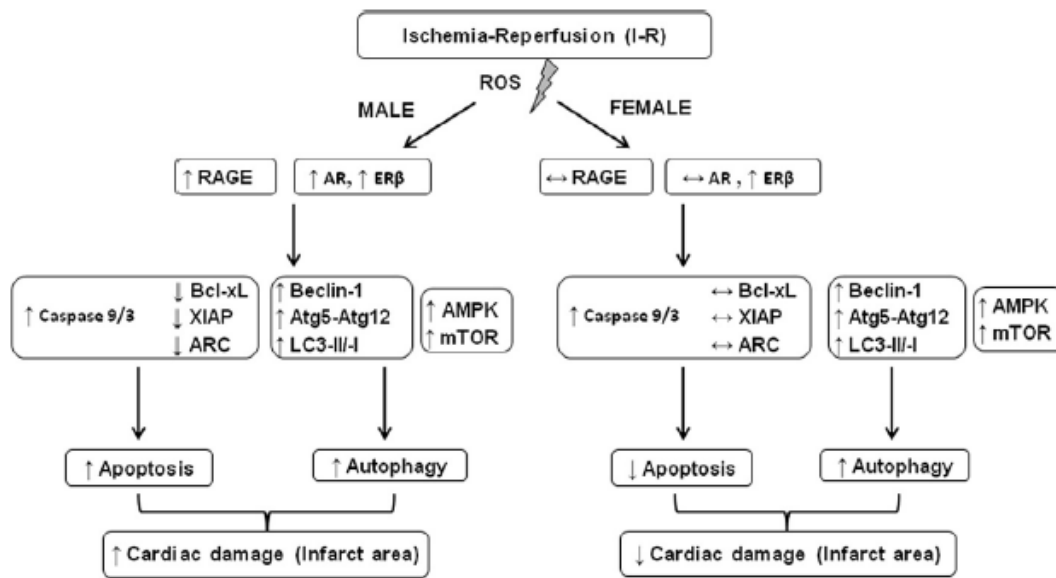 Ischemia-Reperfusion (I-R)
ROS
MALE
FEMALE
↑ RAGE
↑ AR, ↑ ERβ
↔ RAGE
↔ AR , ↑ ERβ
↑ Caspase 9/3
↓ Bcl-xL
↓ XIAP
↓ ARC
↑ Beclin-1
↑ Atg5-Atg12
↑ LC3-II/-I
↑ AMPK
↑ mTOR
↑ Caspase 9/3
↔ Bcl-xL
↔ XIAP
↔ ARC
↑ Beclin-1
↑ Atg5-Atg12
↑ LC3-II/-I
↑ AMPK
↑ mTOR
↑ Apoptosis
↑ Autophagy
↓ Apoptosis
↑ Autophagy
↑ Cardiac damage (Infarct area)
↓ Cardiac damage (Infarct area)